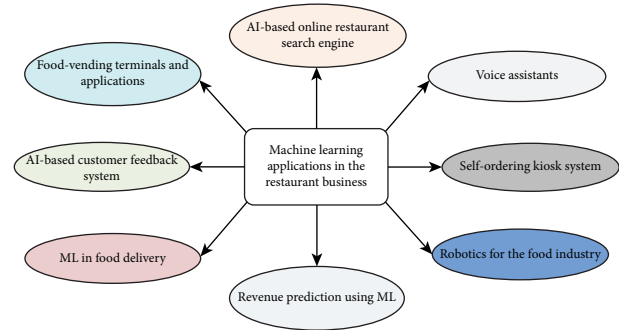 AI-based online restaurant
search engine
Food-vending terminals and
applications
Voice assistants
AI-based customer feedback
system
Machine learning
applications in the
restaurant business
Self-ordering kiosk system
ML in food delivery
Robotics for the food industry
Revenue prediction using ML